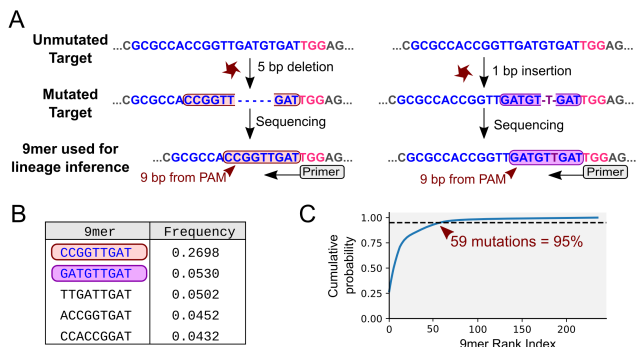 A
Unmutated
Target
...CGCGCCACCGGTTGATGTGATTGGAG...
...CGCGCCACCGGTTGATGTGATTGGAG...
5 bp deletion
1 bp insertion
Mutated
Target
...CGCGCCACCGGTT-----GATTGGAG...
...CGCGCCACCGGTTGATGT-T-GATTGGAG...
Sequencing
Sequencing
9mer used for
lineage inference
...CGCGCCACCGGTTGATTGGAG...
...CGCGCCACCGGTTGATGTTGATTGGAG...
9 bp from PAM
Primer
9 bp from PAM
Primer
B
9mer Frequency
CCGGTTGAT 0.2698
GATGTTGAT 0.0530
TTGATTGAT 0.0502
ACCGGTGAT 0.0452
CCACCGGAT 0.0432
C
Cumulative
probability
1.00
0.75
0.50
0.25
0.00
59 mutations = 95%
0 50 100 150 200
9mer Rank Index